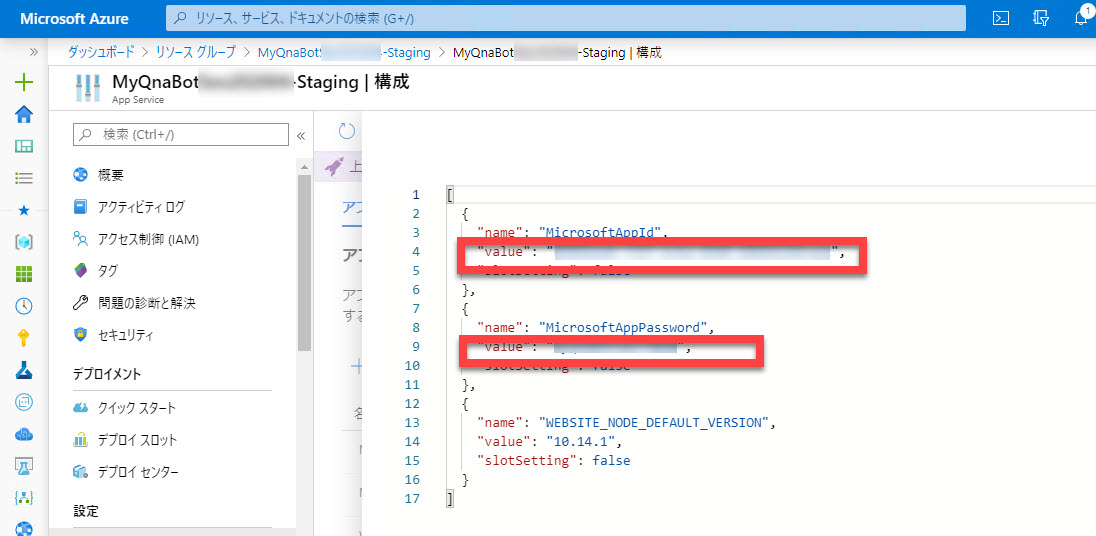 Microsoft Azure
リソース、サービス、ドキュメントの検索 (G+/)
1
ダッシュボード > リソース グループ > MyQnaBot -Staging > MyQnaBot -Staging | 構成
MyQnaBot -Staging | 構成
App Service
検索 (Ctrl+/)
概要
アクティビティ ログ
アクセス制御 (IAM)
タグ
問題の診断と解決
セキュリティ
デプロイメント
クイック スタート
デプロイ スロット
デプロイ センター
設定
上
アプ
アプ
する
名
1 [
2 {
3 "name": "MicrosoftAppId",
4 "value": " ",
5 "slotSetting": false
6 },
7 {
8 "name": "MicrosoftAppPassword",
9 "value": " ",
10 "slotSetting": false
11 },
12 {
13 "name": "WEBSITE_NODE_DEFAULT_VERSION",
14 "value": "10.14.1",
15 "slotSetting": false
16 }
17 ]